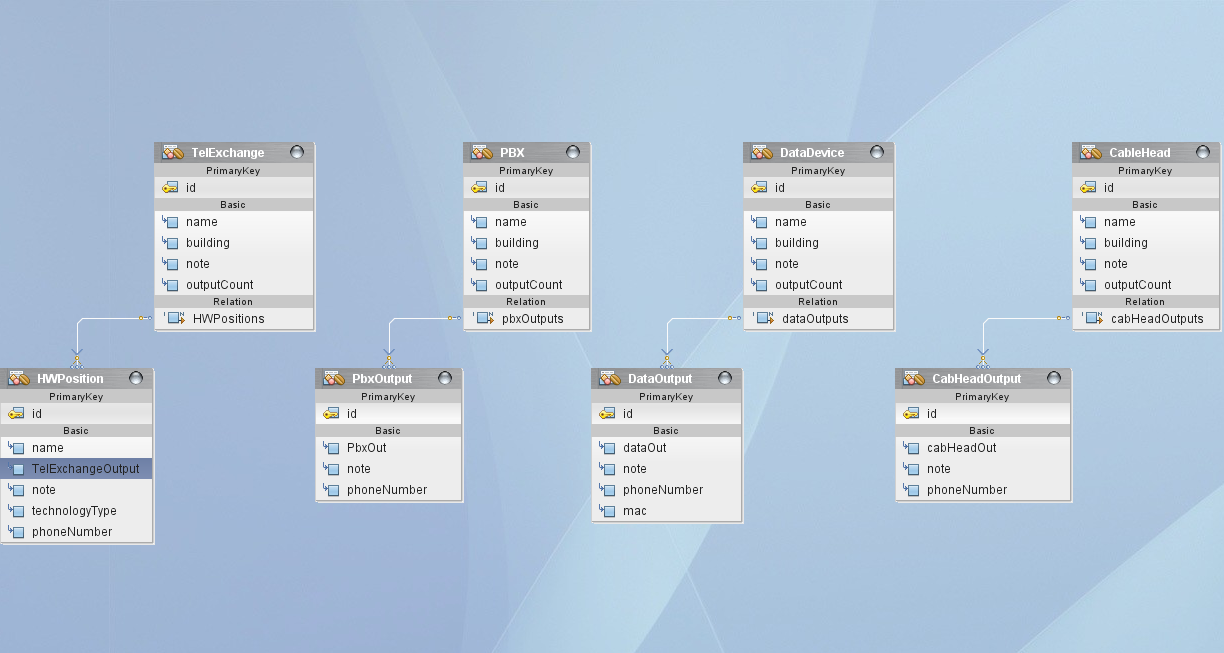 TelExchange
PrimaryKey
id
Basic
name
building
note
outputCount
Relation
HWPositions
PBX
PrimaryKey
id
Basic
name
building
note
outputCount
Relation
pbxOutputs
DataDevice
PrimaryKey
id
Basic
name
building
note
outputCount
Relation
dataOutputs
CableHead
PrimaryKey
id
Basic
name
building
note
outputCount
Relation
cabHeadOutputs
HWPosition
PrimaryKey
id
Basic
name
TelExchangeOutput
note
technologyType
phoneNumber
PbxOutput
PrimaryKey
id
Basic
PbxOut
note
phoneNumber
DataOutput
PrimaryKey
id
Basic
dataOut
note
phoneNumber
mac
CabHeadOutput
PrimaryKey
id
Basic
cabHeadOut
note
phoneNumber